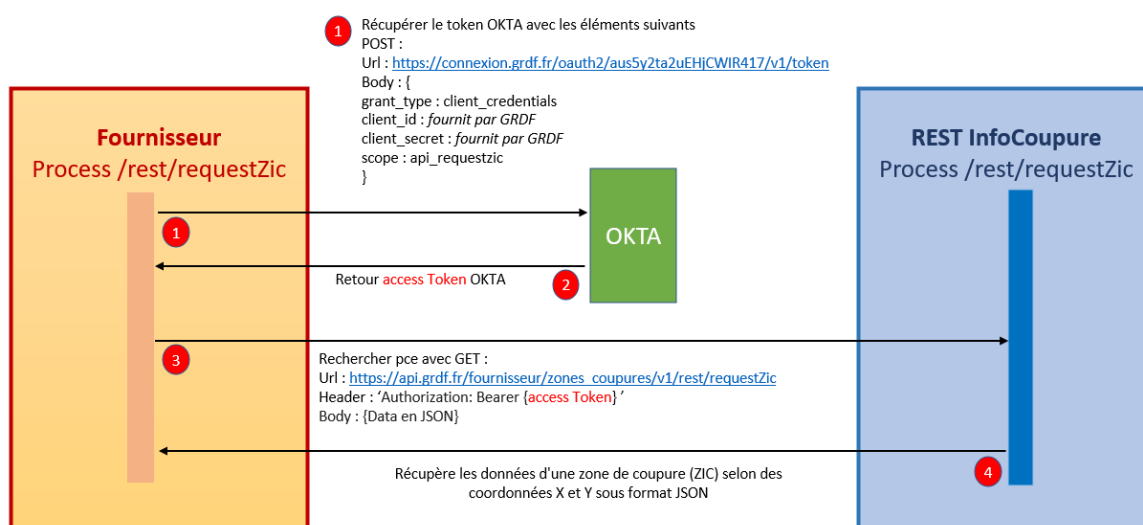 1 Récupérer le token OKTA avec les éléments suivants
POST :
Url : https://connexion.grdf.fr/oauth2/aus5y2ta2uEHjCWIR417/v1/token
Body : {
grant_type : client_credentials
client_id : fournit par GRDF
client_secret : fournit par GRDF
scope : api_requestzic
}
Fournisseur
Process /rest/requestZic
REST InfoCoupure
Process /rest/requestZic
1
OKTA
Retour access Token OKTA
2
3
Rechercher pce avec GET :
Url : https://api.grdf.fr/fournisseur/zones_coupures/v1/rest/requestZic
Header : ‘Authorization: Bearer {access Token} ’
Body : {Data en JSON}
4
Récupère les données d'une zone de coupure (ZIC) selon des
coordonnées X et Y sous format JSON